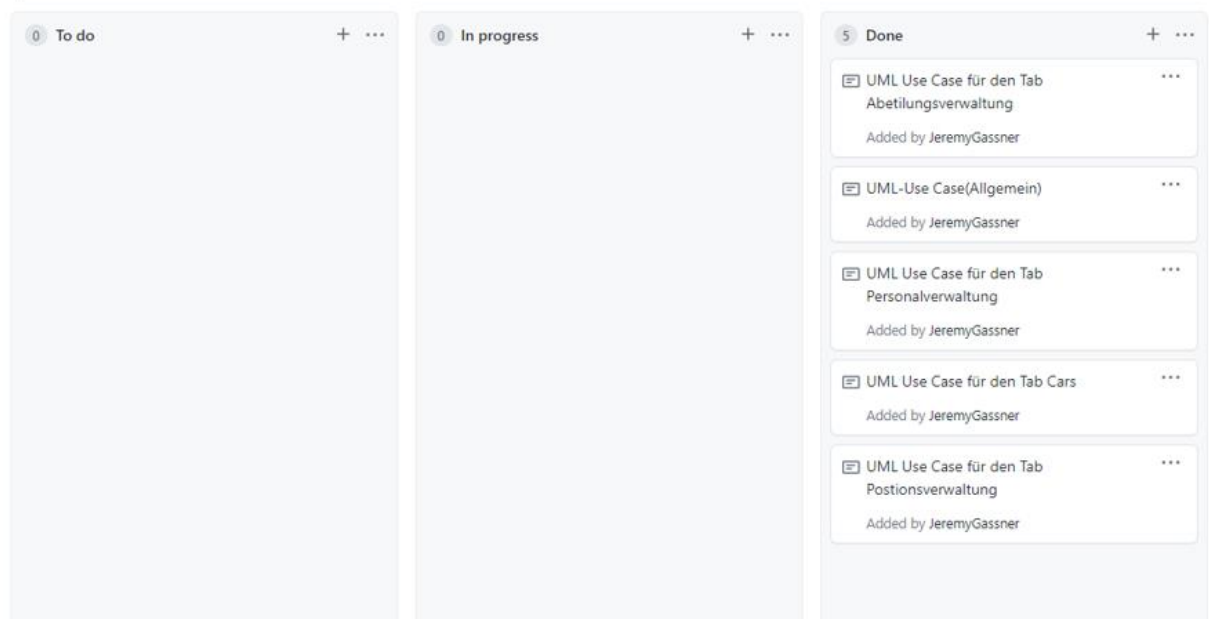 0 To do
0 In progress
5 Done
UML Use Case für den Tab
Abetilungsverwaltung
Added by JeremyGassner
UML-Use Case(Allgemein)
Added by JeremyGassner
UML Use Case für den Tab
Personalverwaltung
Added by JeremyGassner
UML Use Case für den Tab Cars
Added by JeremyGassner
UML Use Case für den Tab
Postionsverwaltung
Added by JeremyGassner